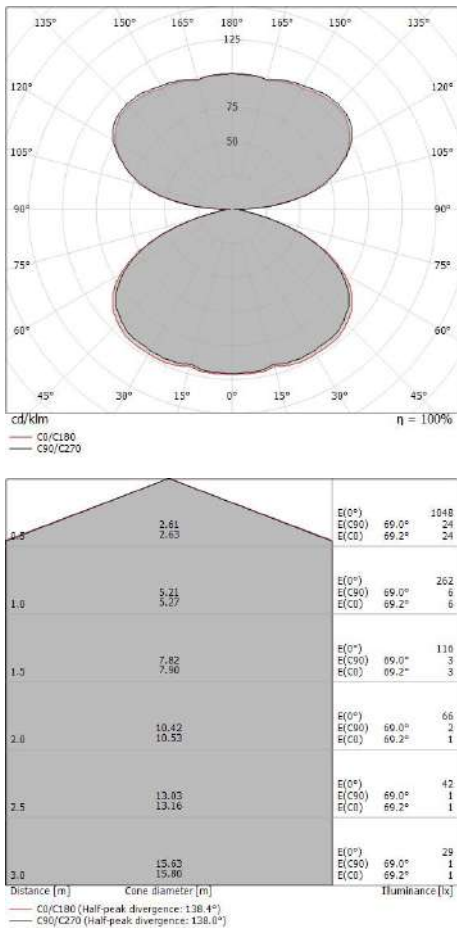 135° 150° 165° 180° 165° 150° 135°
125
120° 120°
75
105° 50 105°
90° 90°
75° 75°
60° 60°
45° 30° 15° 0° 15° 30° 45°
cd/klm η = 100%
C0/C180
C90/C270
0.5 2.61 2.63 E(0°) 1048
E(C90) 69.0° 24
E(C0) 69.2° 24
1.0 5.21 5.27 E(0°) 262
E(C90) 69.0° 6
E(C0) 69.2° 6
1.5 7.82 7.90 E(0°) 116
E(C90) 69.0° 3
E(C0) 69.2° 3
2.0 10.42 10.53 E(0°) 66
E(C90) 69.0° 2
E(C0) 69.2° 1
2.5 13.03 13.16 E(0°) 42
E(C90) 69.0° 1
E(C0) 69.2° 1
3.0 15.63 15.80 E(0°) 29
E(C90) 69.0° 1
E(C0) 69.2° 1
Distance [m] Cone diameter [m] Illuminance [lx]
C0/C180 (Half-peak divergence: 138.4°)
C90/C270 (Half-peak divergence: 138.0°)